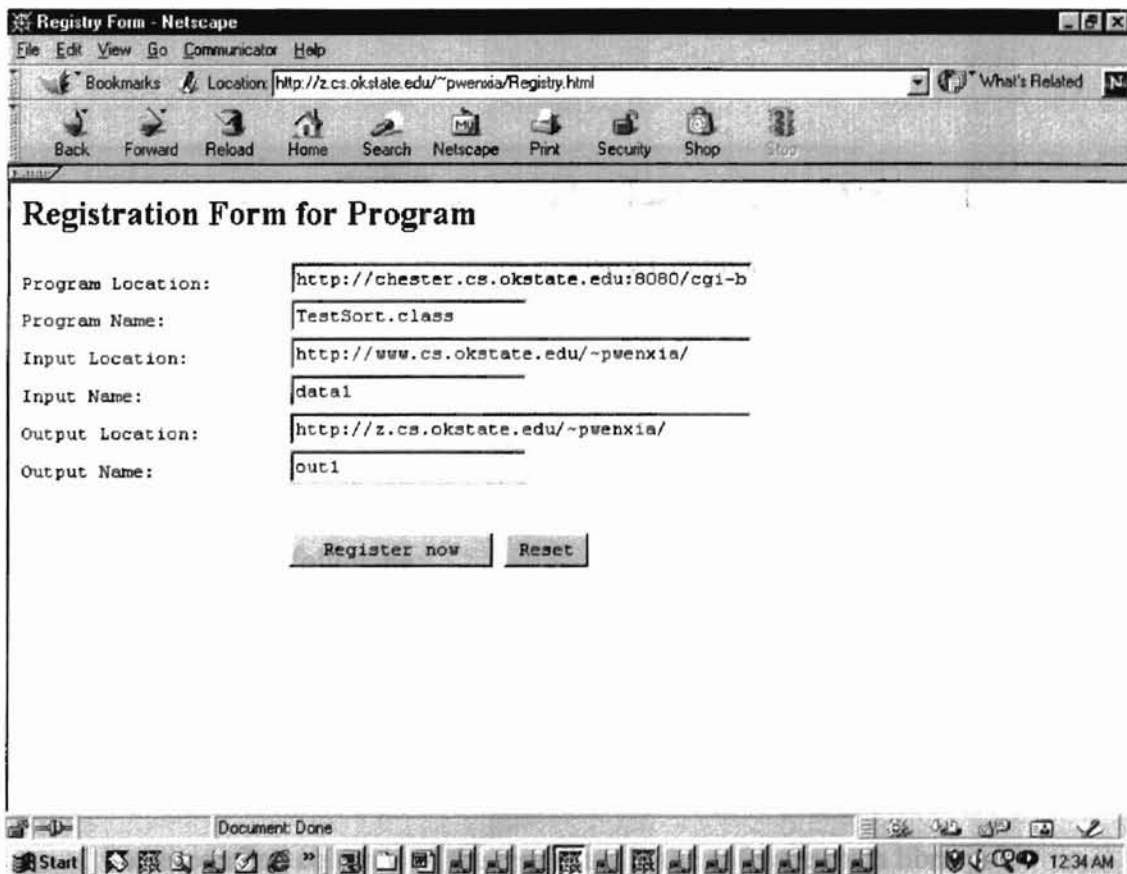 Registry Form - Netscape
File Edit View Go Communicator Help
Bookmarks Location: http://z.cs.okstate.edu/~pwenxia/Registry.html What's Related N
Back Forward Reload Home Search Netscape Print Security Shop Stop
Registration Form for Program
Program Location: http://chester.cs.okstate.edu:8080/cgi-b
Program Name: TestSort.class
Input Location: http://www.cs.okstate.edu/~pwenxia/
Input Name: data1
Output Location: http://z.cs.okstate.edu/~pwenxia/
Output Name: out1
Register now Reset
Document: Done
Start » 12:34 AM